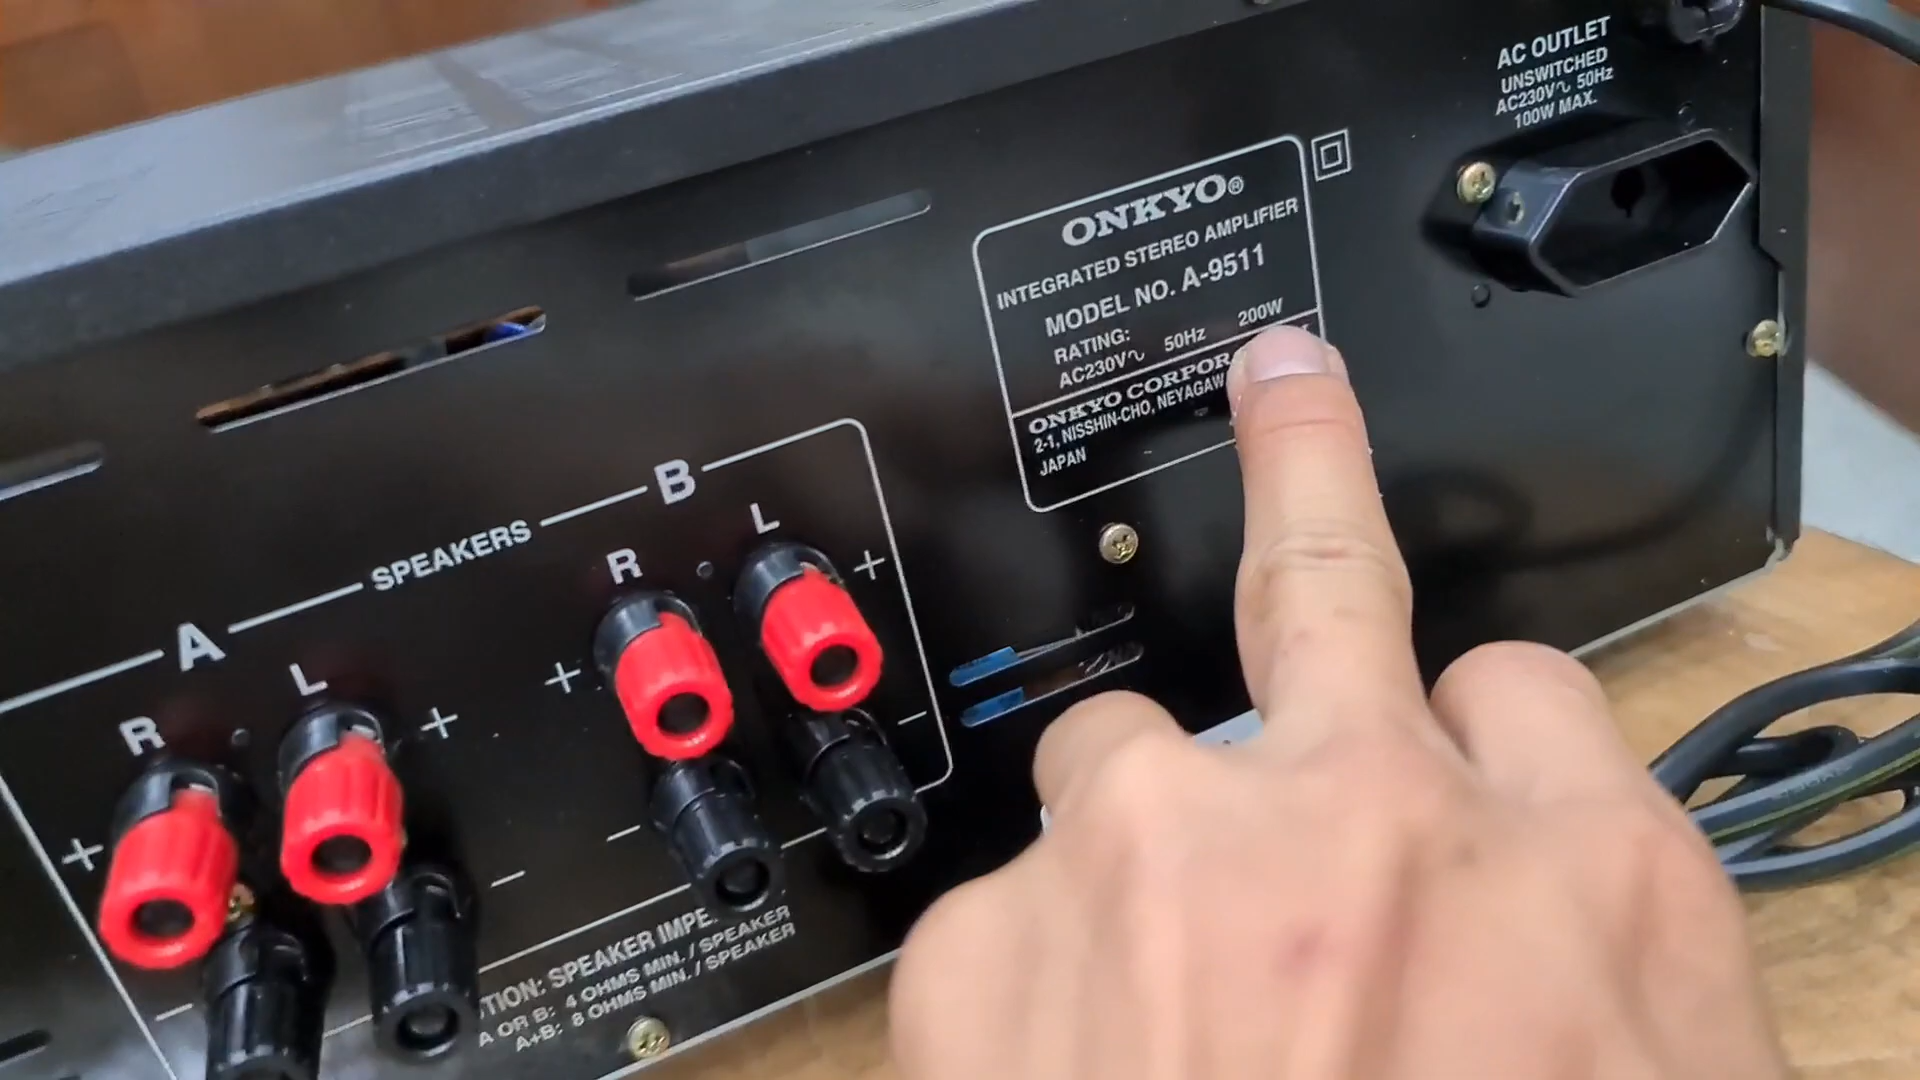 AC OUTLET
UNSWITCHED
AC230V∿ 50Hz
100W MAX.
ONKYO®
INTEGRATED STEREO AMPLIFIER
MODEL NO. A-9511
RATING:
AC230V∿ 50Hz 200W
ONKYO CORPOR
2-1, NISSHIN-CHO, NEYAGAW
JAPAN
A SPEAKERS B
R L R L
+ + + +
− − − −
TION: SPEAKER IMPE
A OR B: 4 OHMS MIN. / SPEAKER
A+B: 8 OHMS MIN. / SPEAKER